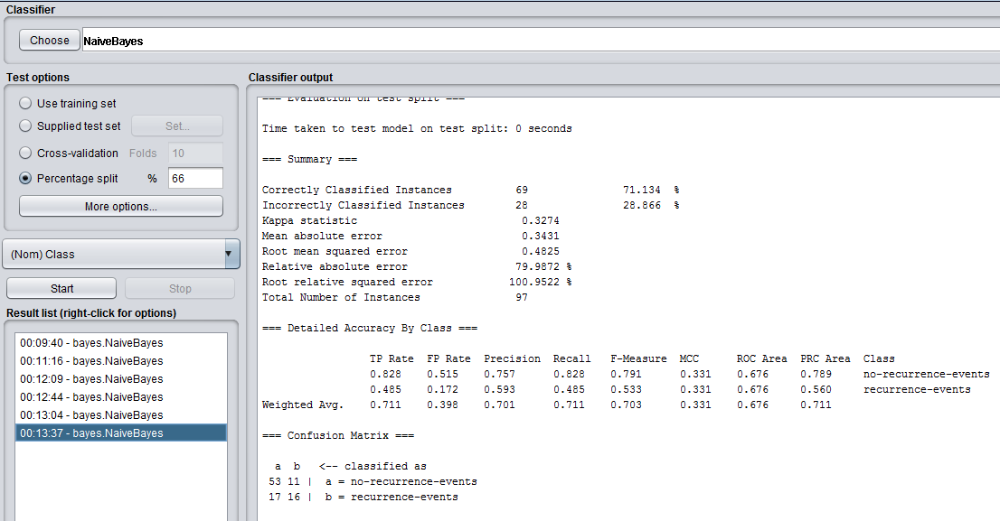 Classifier
Choose NaiveBayes
Test options
Use training set
Supplied test set Set...
Cross-validation Folds 10
Percentage split % 66
More options...
(Nom) Class
Start Stop
Result list (right-click for options)
00:09:40 - bayes.NaiveBayes
00:11:16 - bayes.NaiveBayes
00:12:09 - bayes.NaiveBayes
00:12:44 - bayes.NaiveBayes
00:13:04 - bayes.NaiveBayes
00:13:37 - bayes.NaiveBayes
Classifier output
=== Evaluation on test split ===
Time taken to test model on test split: 0 seconds
=== Summary ===
Correctly Classified Instances 69 71.134 %
Incorrectly Classified Instances 28 28.866 %
Kappa statistic 0.3274
Mean absolute error 0.3431
Root mean squared error 0.4825
Relative absolute error 79.9872 %
Root relative squared error 100.9522 %
Total Number of Instances 97
=== Detailed Accuracy By Class ===
TP Rate FP Rate Precision Recall F-Measure MCC ROC Area PRC Area Class
0.828 0.515 0.757 0.828 0.791 0.331 0.676 0.789 no-recurrence-events
0.485 0.172 0.593 0.485 0.533 0.331 0.676 0.560 recurrence-events
Weighted Avg. 0.711 0.398 0.701 0.711 0.703 0.331 0.676 0.711
=== Confusion Matrix ===
a b <-- classified as
53 11 | a = no-recurrence-events
17 16 | b = recurrence-events